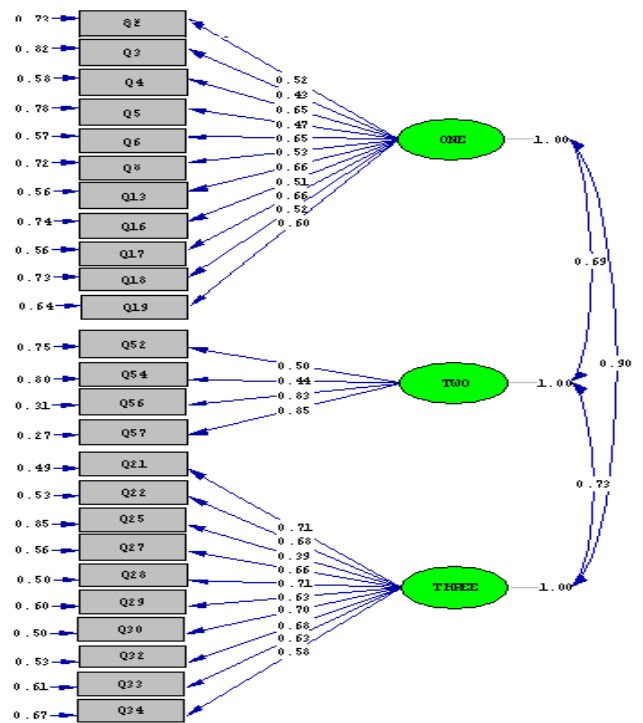 0.73 Q2
0.82 Q3
0.58 Q4
0.78 Q5
0.57 Q6
0.72 Q8
0.56 Q13
0.74 Q16
0.56 Q17
0.73 Q18
0.64 Q19
0.52
0.43
0.65
0.47
0.65
0.53
0.66
0.51
0.66
0.52
0.60
ONE 1.00
0.69
0.90
0.75 Q52
0.80 Q54
0.31 Q56
0.27 Q57
0.50
0.44
0.83
0.85
TWO 1.00
0.73
0.49 Q21
0.53 Q22
0.85 Q25
0.56 Q27
0.50 Q28
0.60 Q29
0.50 Q30
0.53 Q32
0.61 Q33
0.67 Q34
0.71
0.68
0.39
0.66
0.71
0.63
0.70
0.68
0.63
0.58
THREE 1.00